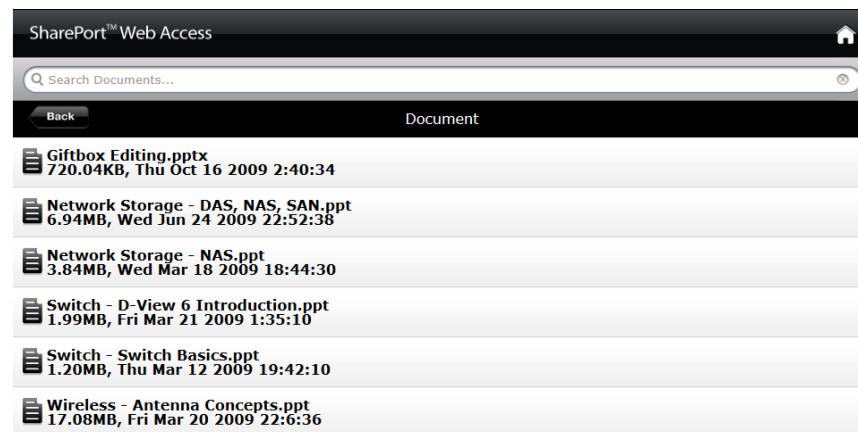 SharePort™ Web Access
Search Documents...
Back
Document
Giftbox Editing.pptx
720.04KB, Thu Oct 16 2009 2:40:34
Network Storage - DAS, NAS, SAN.ppt
6.94MB, Wed Jun 24 2009 22:52:38
Network Storage - NAS.ppt
3.84MB, Wed Mar 18 2009 18:44:30
Switch - D-View 6 Introduction.ppt
1.99MB, Fri Mar 21 2009 1:35:10
Switch - Switch Basics.ppt
1.20MB, Thu Mar 12 2009 19:42:10
Wireless - Antenna Concepts.ppt
17.08MB, Fri Mar 20 2009 22:6:36